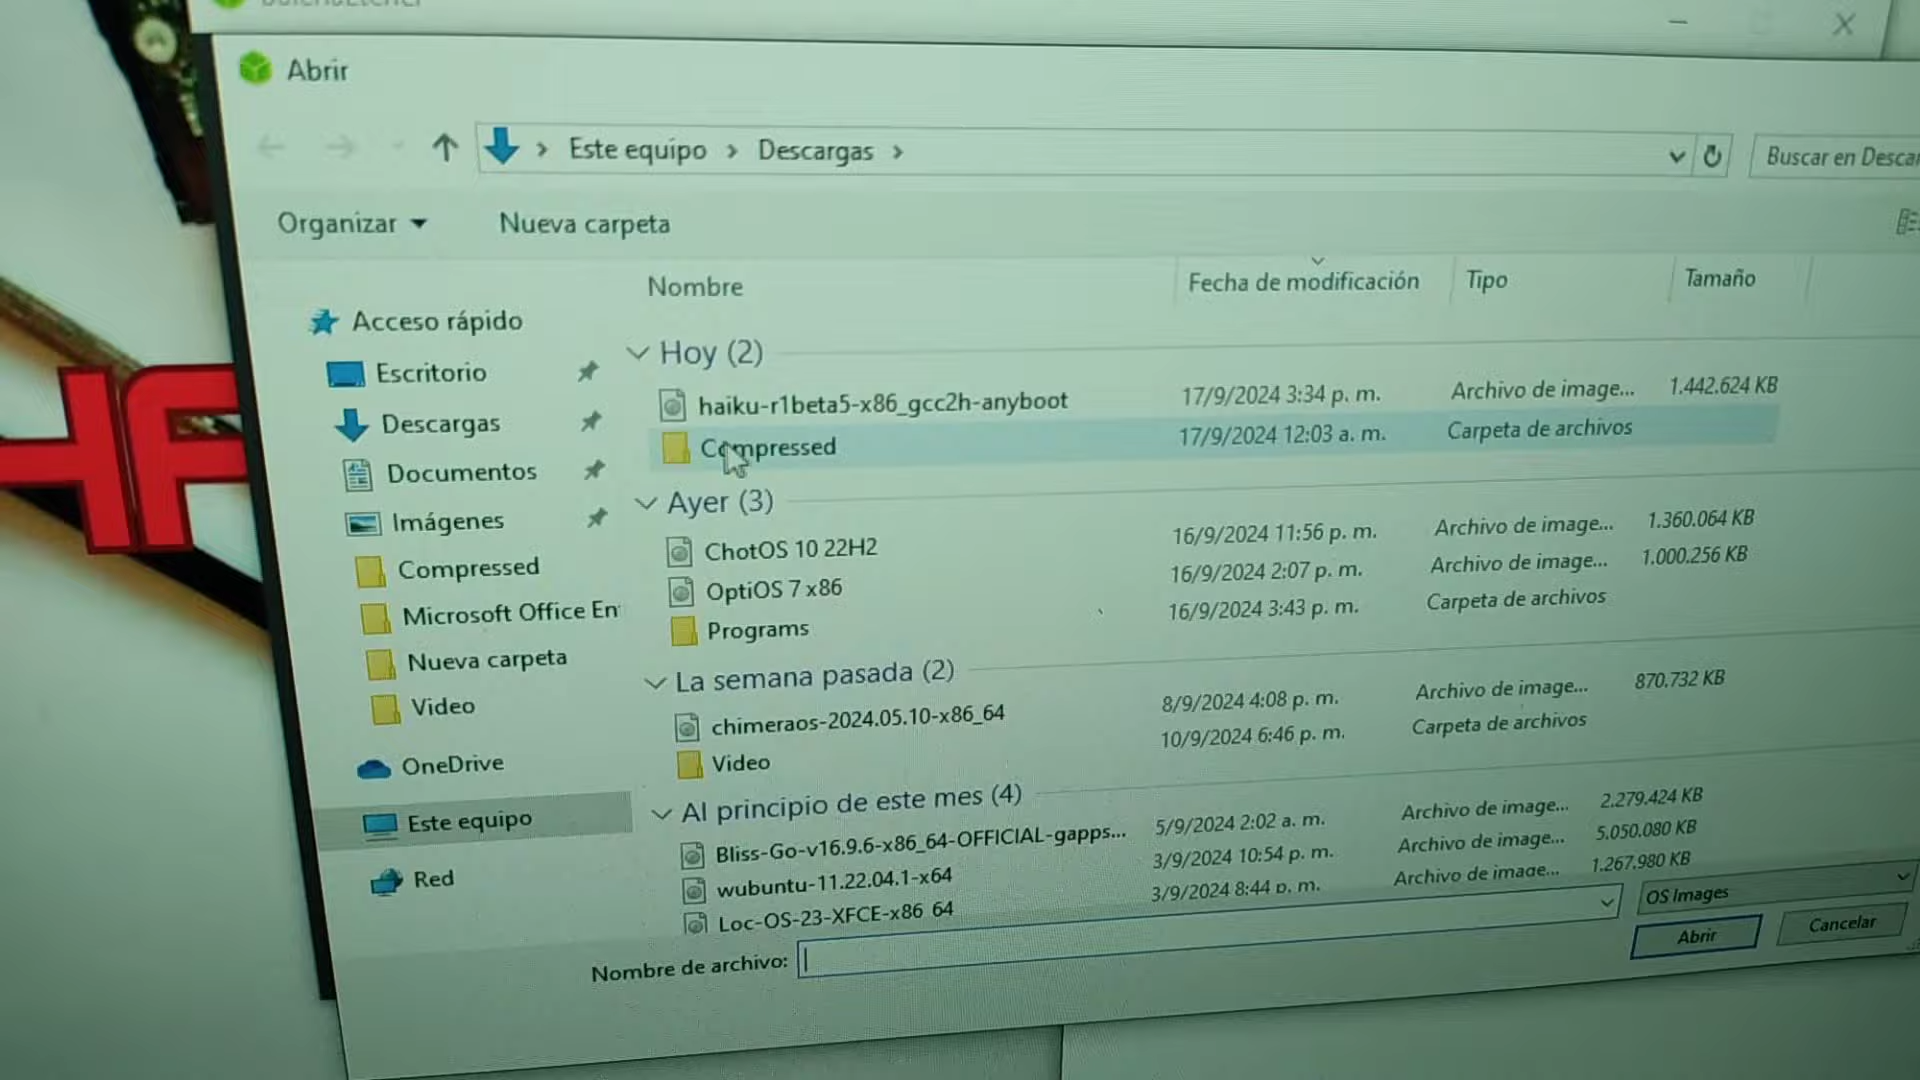 balenaEtcher
Abrir
Este equipo > Descargas >
Buscar en Descar
Organizar
Nueva carpeta
Nombre
Fecha de modificación
Tipo
Tamaño
Acceso rápido
Escritorio
Descargas
Documentos
Imágenes
Compressed
Microsoft Office En
Nueva carpeta
Video
OneDrive
Este equipo
Red
Hoy (2)
haiku-r1beta5-x86_gcc2h-anyboot 17/9/2024 3:34 p. m. Archivo de image... 1.442.624 KB
Compressed 17/9/2024 12:03 a. m. Carpeta de archivos
Ayer (3)
ChotOS 10 22H2 16/9/2024 11:56 p. m. Archivo de image... 1.360.064 KB
OptiOS 7 x86 16/9/2024 2:07 p. m. Archivo de image... 1.000.256 KB
Programs 16/9/2024 3:43 p. m. Carpeta de archivos
La semana pasada (2)
chimeraos-2024.05.10-x86_64 8/9/2024 4:08 p. m. Archivo de image... 870.732 KB
Video 10/9/2024 6:46 p. m. Carpeta de archivos
Al principio de este mes (4)
Bliss-Go-v16.9.6-x86_64-OFFICIAL-gapps... 5/9/2024 2:02 a. m. Archivo de image... 2.279.424 KB
wubuntu-11.22.04.1-x64 3/9/2024 10:54 p. m. Archivo de image... 5.050.080 KB
Loc-OS-23-XFCE-x86_64 3/9/2024 8:44 p. m. Archivo de image... 1.267.980 KB
Nombre de archivo:
OS Images
Abrir
Cancelar